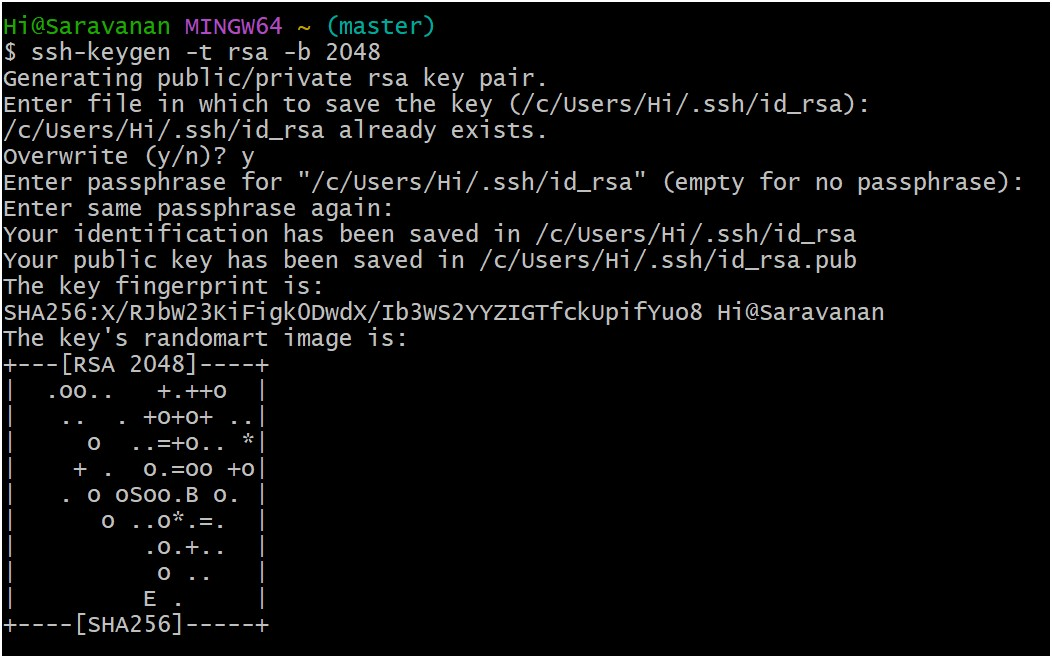 Hi@Saravanan MINGW64 ~ (master)
$ ssh-keygen -t rsa -b 2048
Generating public/private rsa key pair.
Enter file in which to save the key (/c/Users/Hi/.ssh/id_rsa):
/c/Users/Hi/.ssh/id_rsa already exists.
Overwrite (y/n)? y
Enter passphrase for "/c/Users/Hi/.ssh/id_rsa" (empty for no passphrase):
Enter same passphrase again:
Your identification has been saved in /c/Users/Hi/.ssh/id_rsa
Your public key has been saved in /c/Users/Hi/.ssh/id_rsa.pub
The key fingerprint is:
SHA256:X/RJbW23KiFigkODwdX/Ib3WS2YYZIGTfckUpifYuo8 Hi@Saravanan
The key's randomart image is:
+---[RSA 2048]----+
|  .oo..   +.++o  |
|   ..  . +o+o+ ..|
|     o  ..=+o.. *|
|    + .  o.=oo +o|
|   . o oSoo.B o. |
|      o ..o*.=.  |
|         .o.+..  |
|          o ..   |
|         E .     |
+----[SHA256]-----+